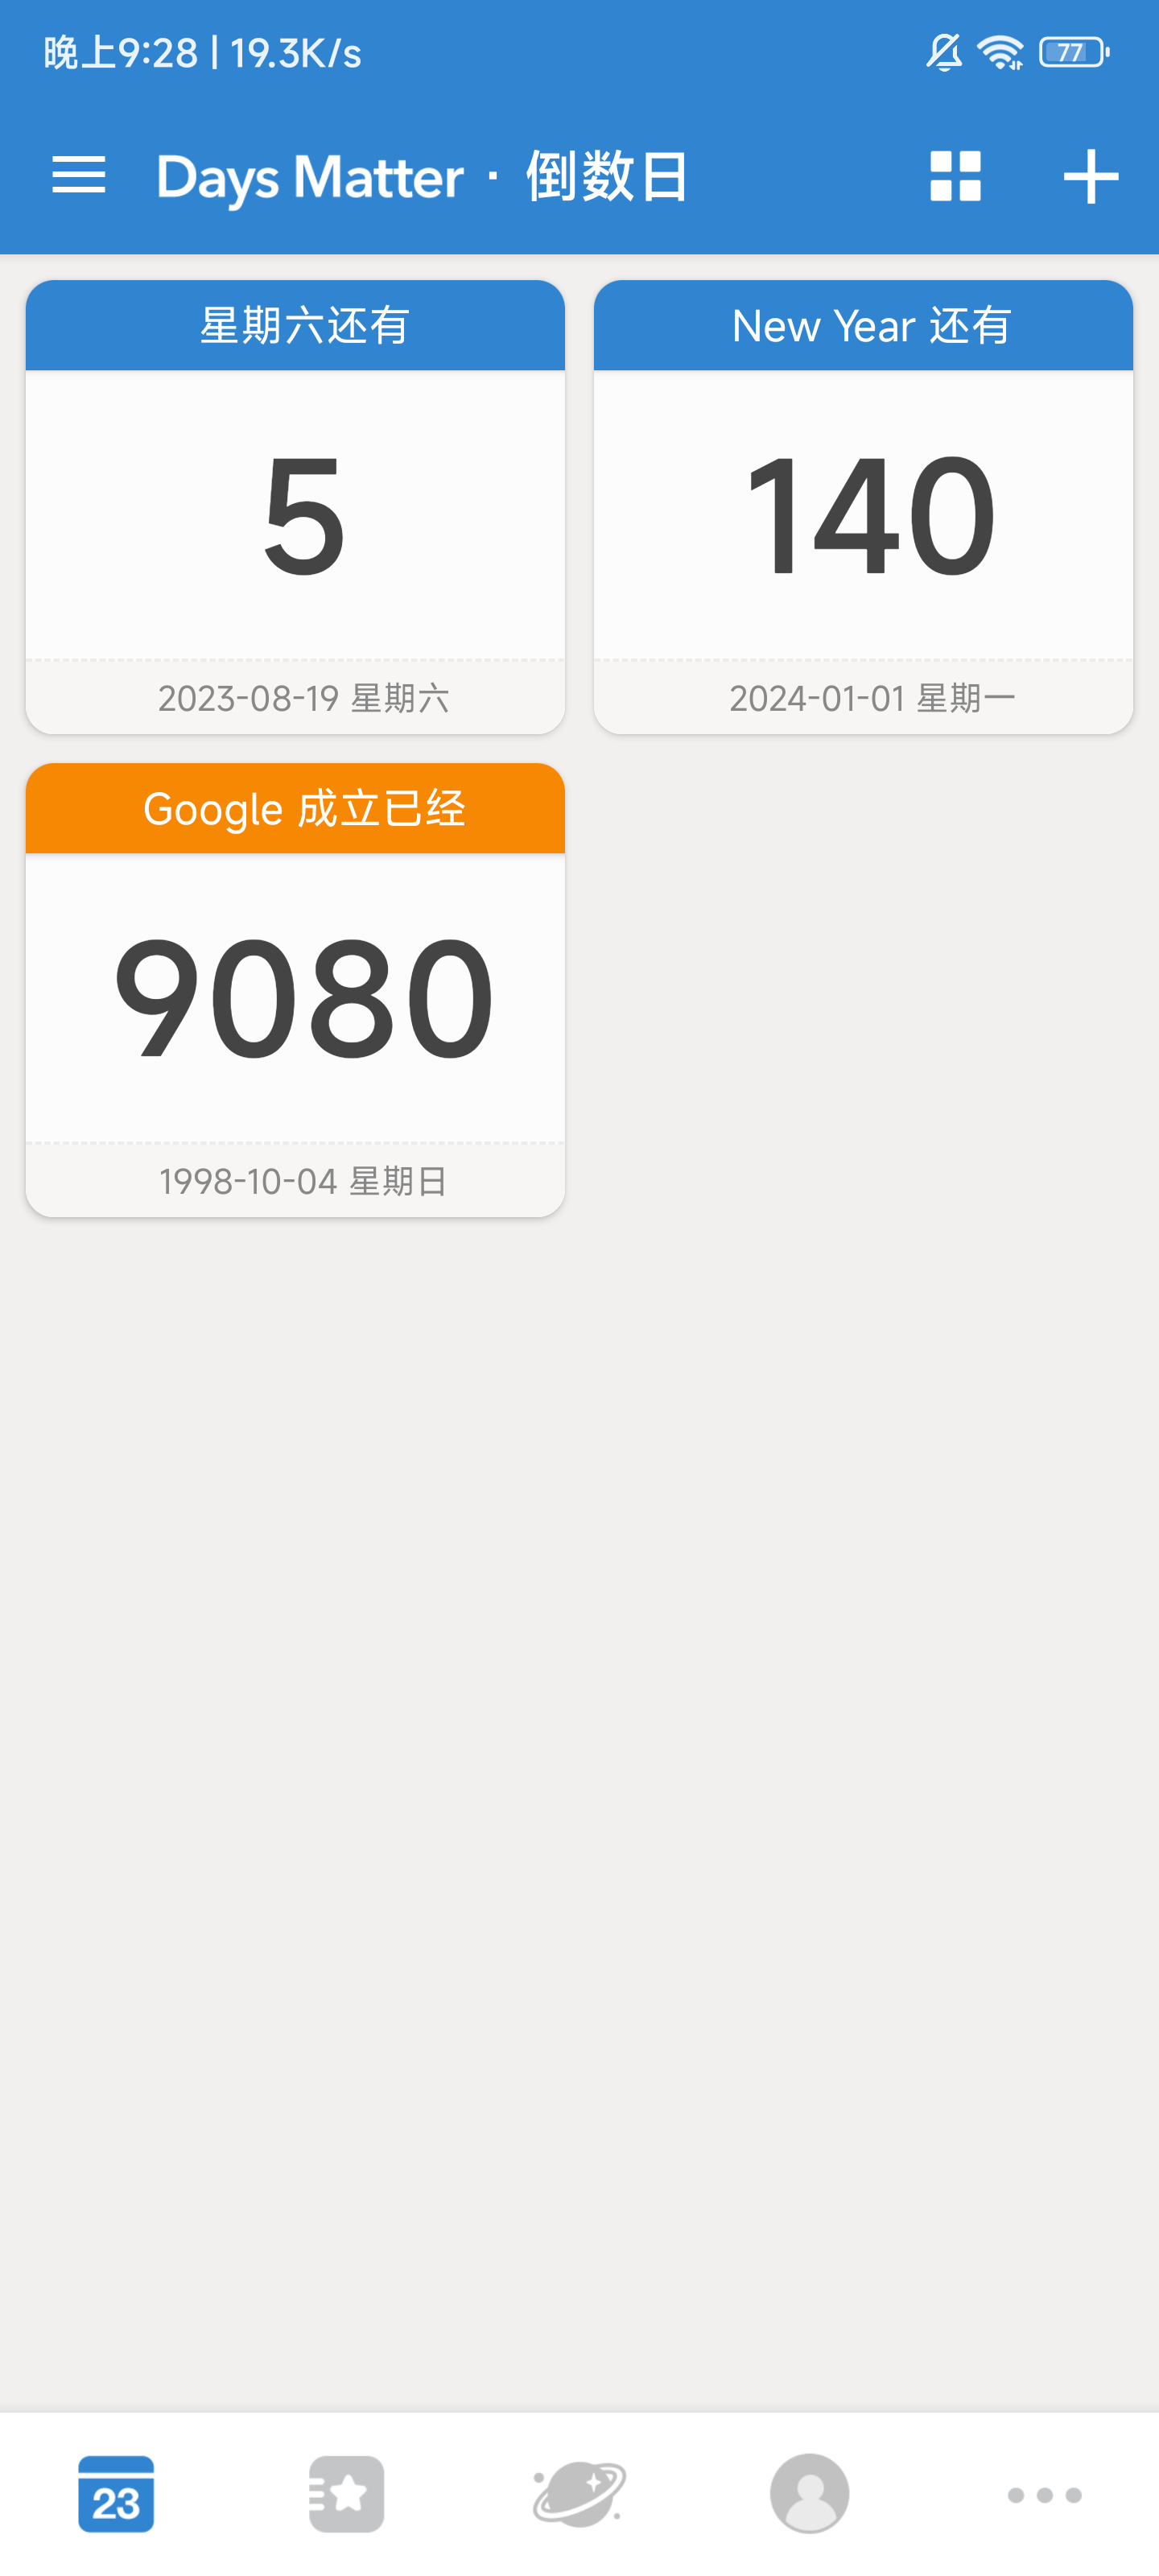 晚上9:28 | 19.3K/s
77
Days Matter · 倒数日
星期六还有
5
2023-08-19 星期六
New Year 还有
140
2024-01-01 星期一
Google 成立已经
9080
1998-10-04 星期日
23